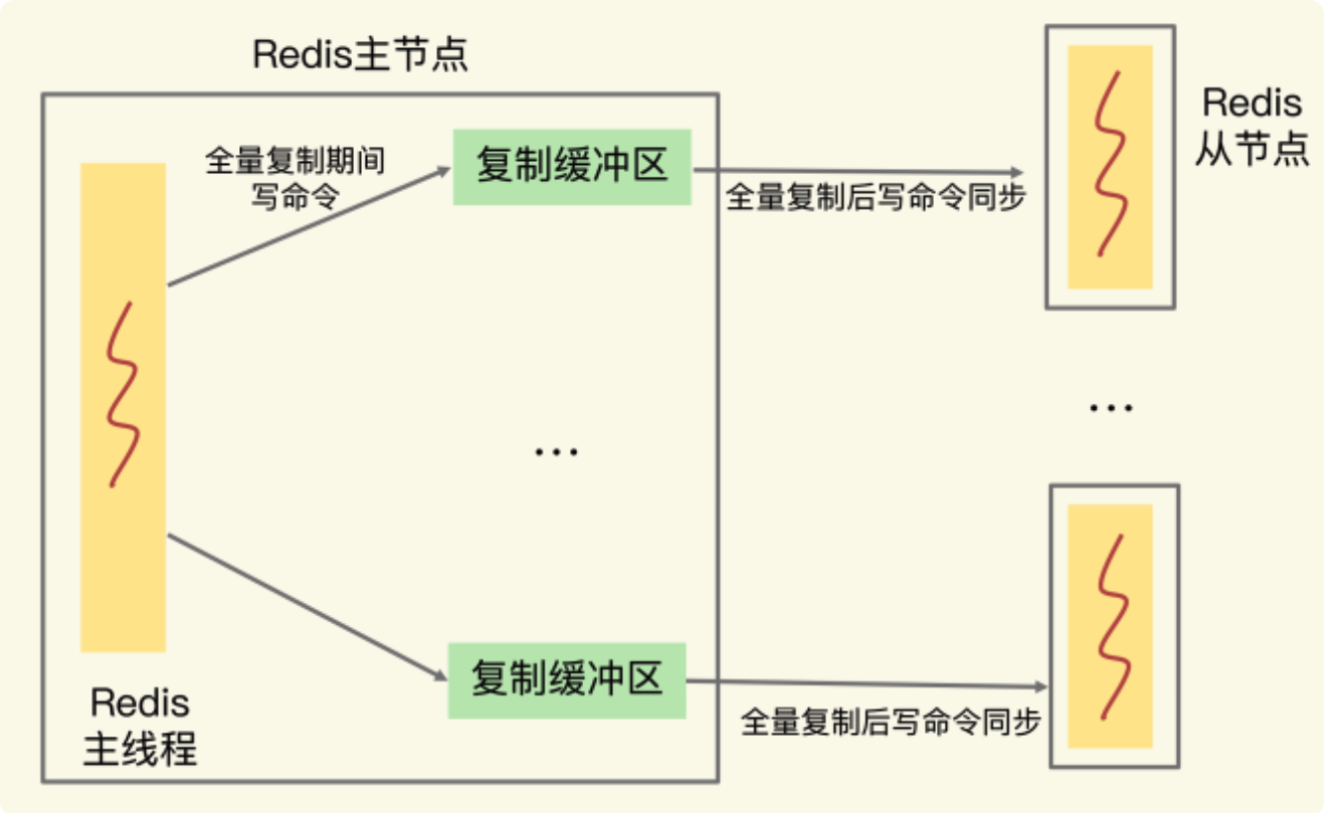 Redis主节点
全量复制期间
写命令
复制缓冲区
全量复制后写命令同步
Redis
从节点
...
...
复制缓冲区
全量复制后写命令同步
Redis
主线程